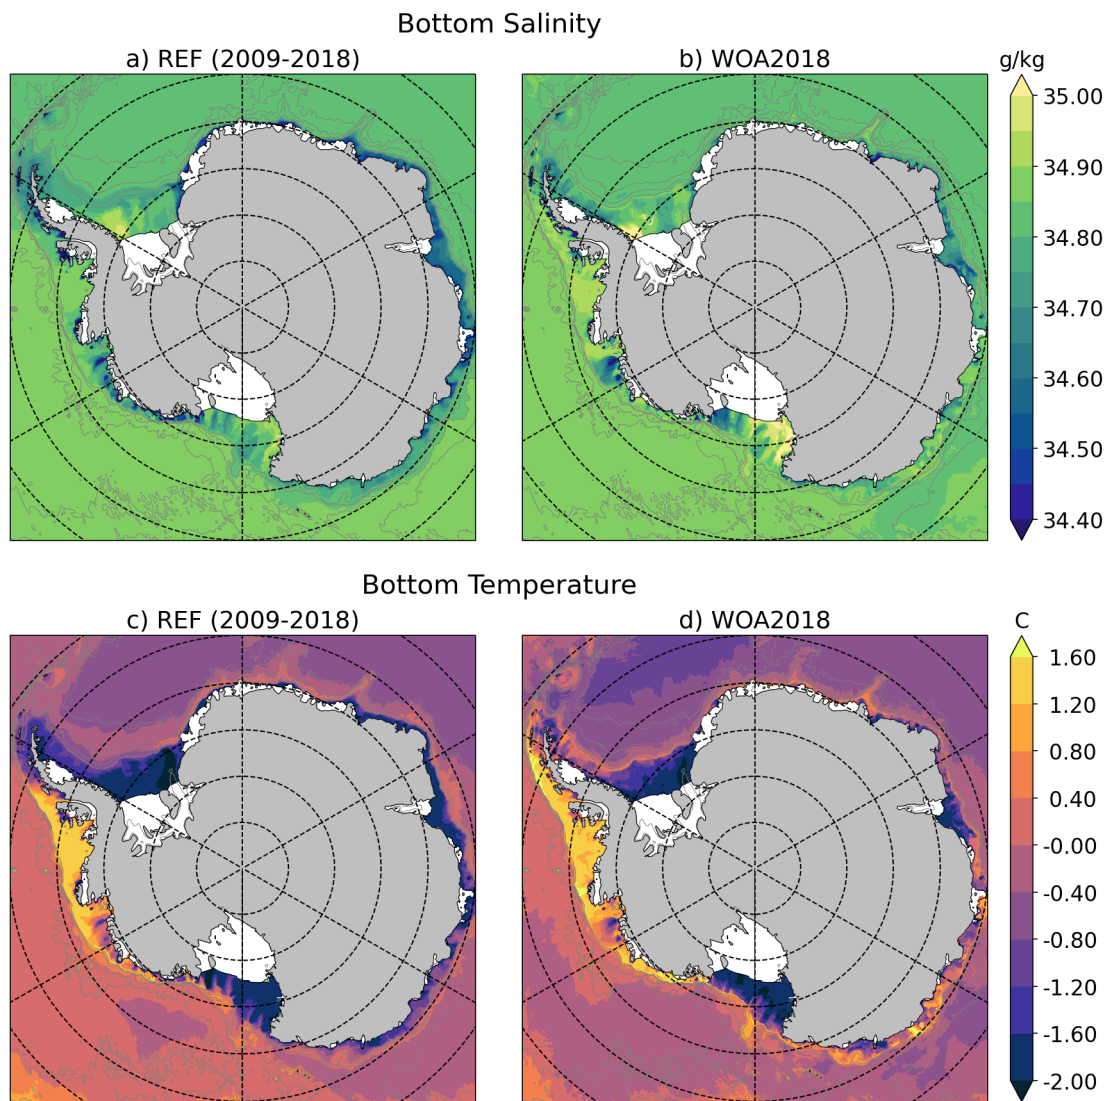 Bottom Salinity
a) REF (2009-2018)
b) WOA2018
g/kg
35.00
34.90
34.80
34.70
34.60
34.50
34.40
Bottom Temperature
c) REF (2009-2018)
d) WOA2018
C
1.60
1.20
0.80
0.40
-0.00
-0.40
-0.80
-1.20
-1.60
-2.00